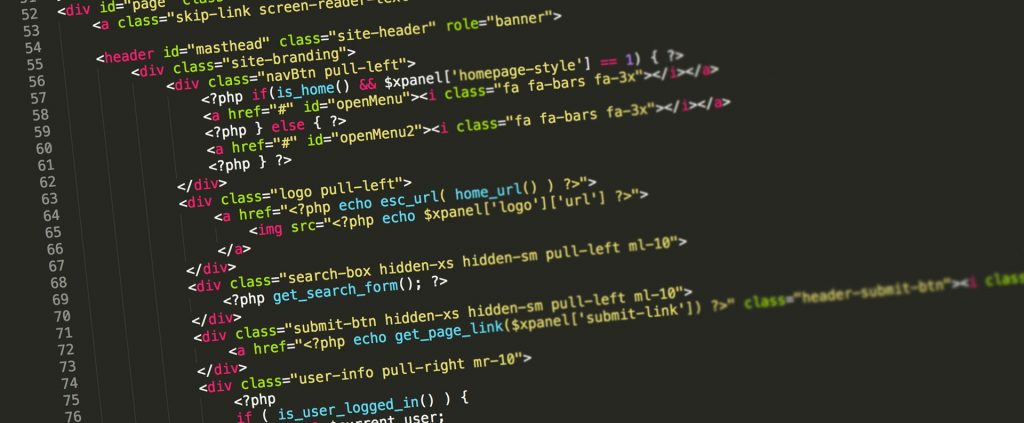 51
52 <div id="page" clas
53 <a class="skip-link screen-reader-text
54
55 <header id="masthead" class="site-header" role="banner">
56 <div class="site-branding">
57 <div class="navBtn pull-left">
58 <?php if(is_home() && $xpanel['homepage-style'] == 1) { ?>
59 <a href="#" id="openMenu"><i class="fa fa-bars fa-3x"></i></a>
60 <?php } else { ?>
61 <a href="#" id="openMenu2"><i class="fa fa-bars fa-3x"></i></a>
62 <?php } ?>
63 </div>
64 <div class="logo pull-left">
65 <a href="<?php echo esc_url( home_url() ) ?>">
66 <img src="<?php echo $xpanel['logo']['url'] ?>">
67 </a>
68 </div>
69 <div class="search-box hidden-xs hidden-sm pull-left ml-10">
70 <?php get_search_form(); ?>
71 </div>
72 <div class="submit-btn hidden-xs hidden-sm pull-left ml-10">
73 <a href="<?php echo get_page_link($xpanel['submit-link']) ?>" class="header-submit-btn"><i clas
74 </div>
75 <div class="user-info pull-right mr-10">
76 <?php
if ( is_user_logged_in() ) {
$current_user;